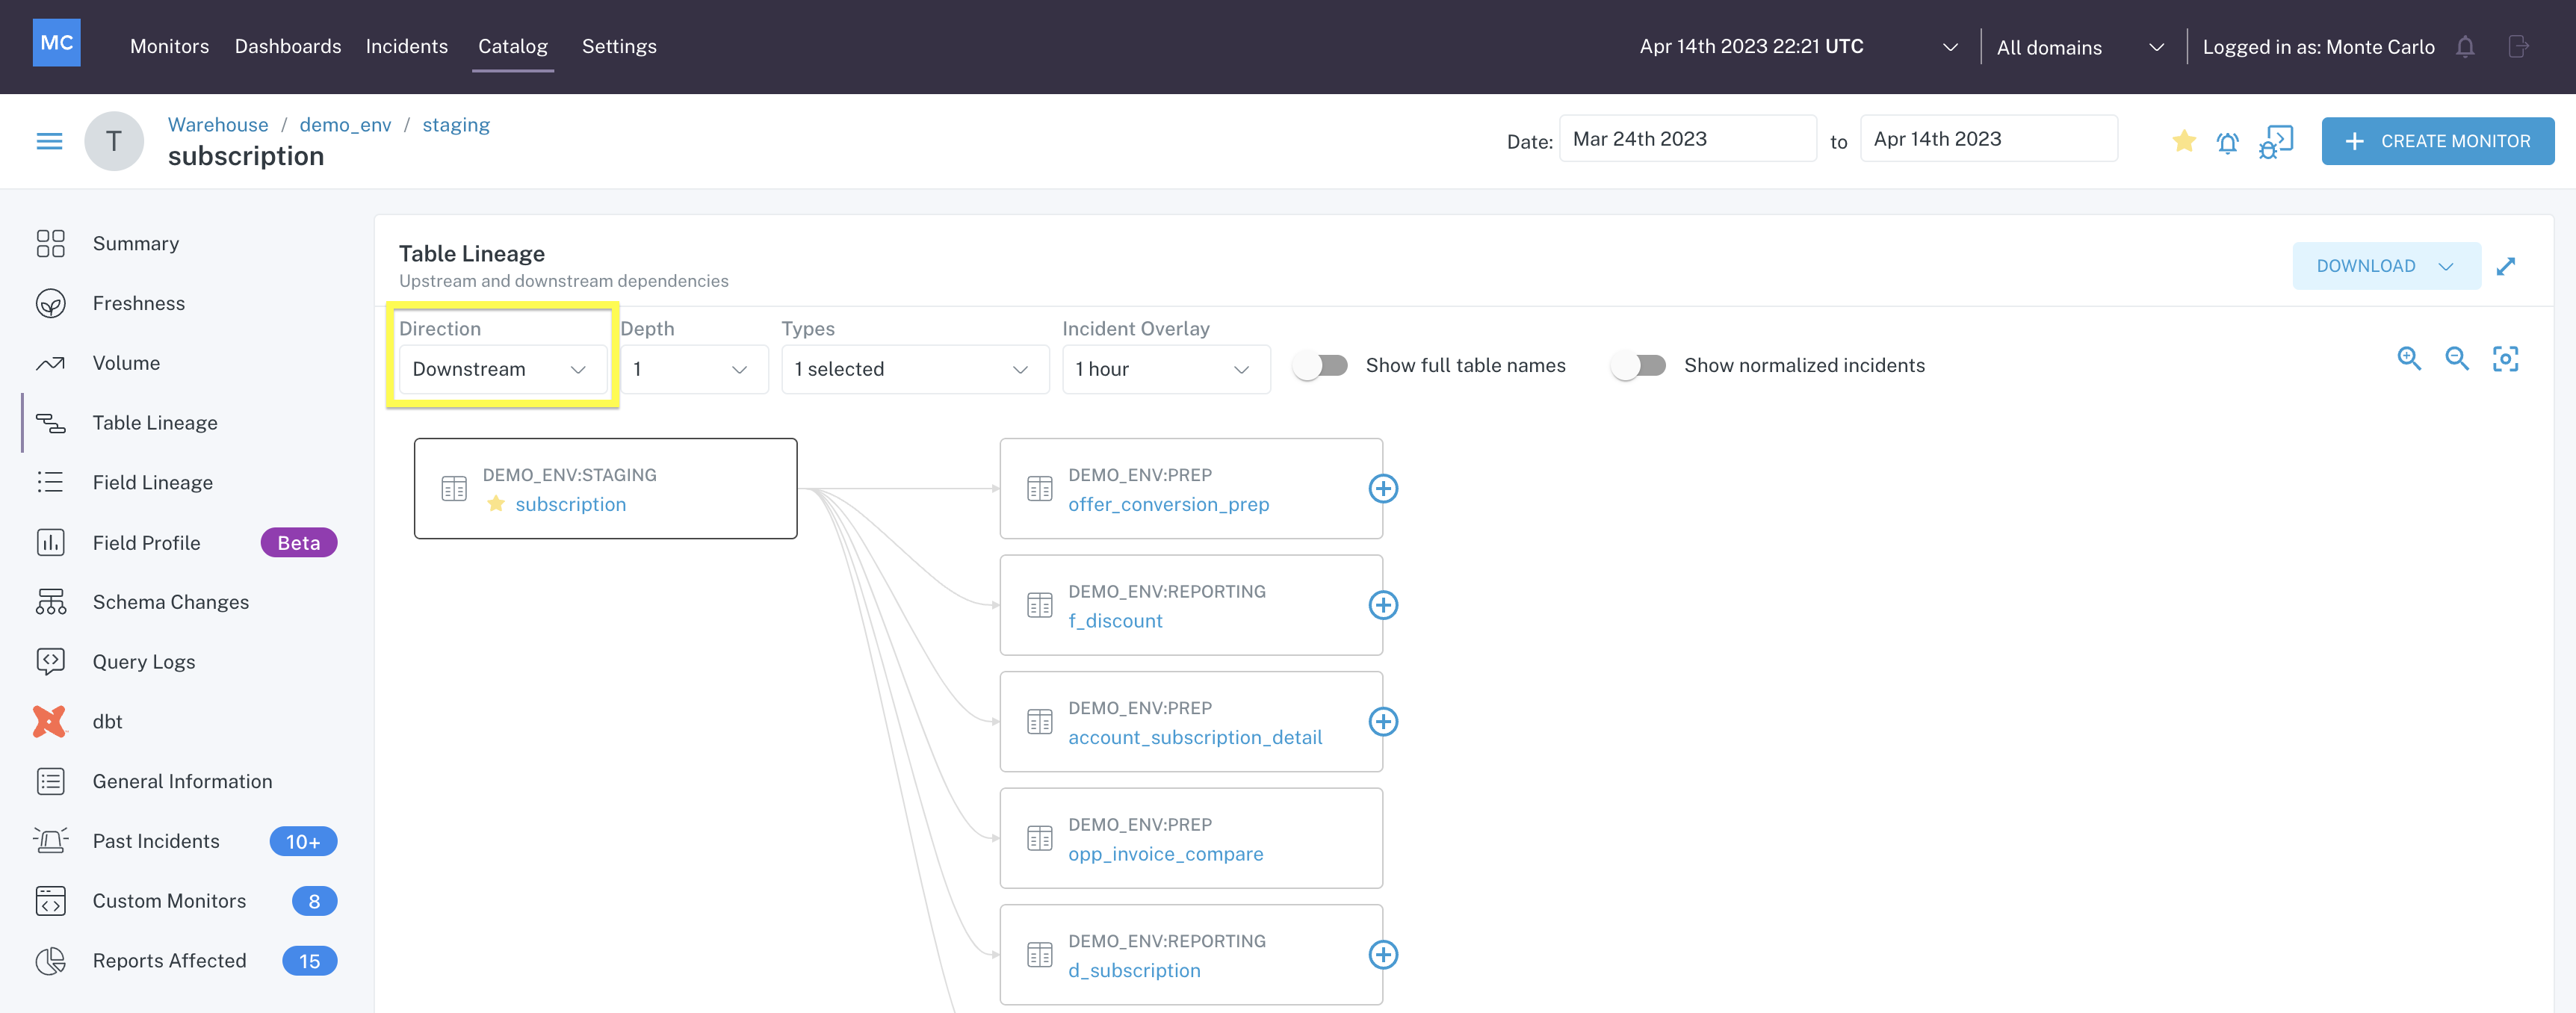 MC
Monitors Dashboards Incidents Catalog Settings
Apr 14th 2023 22:21 UTC
All domains
Logged in as: Monte Carlo
T
Warehouse / demo_env / staging
subscription
Date: Mar 24th 2023 to Apr 14th 2023
CREATE MONITOR
Summary
Freshness
Volume
Table Lineage
Field Lineage
Field Profile Beta
Schema Changes
Query Logs
dbt
General Information
Past Incidents 10+
Custom Monitors 8
Reports Affected 15
Table Lineage
Upstream and downstream dependencies
DOWNLOAD
Direction Depth Types Incident Overlay
Downstream 1 1 selected 1 hour Show full table names Show normalized incidents
DEMO_ENV:STAGING
subscription
DEMO_ENV:PREP
offer_conversion_prep
DEMO_ENV:REPORTING
f_discount
DEMO_ENV:PREP
account_subscription_detail
DEMO_ENV:PREP
opp_invoice_compare
DEMO_ENV:REPORTING
d_subscription